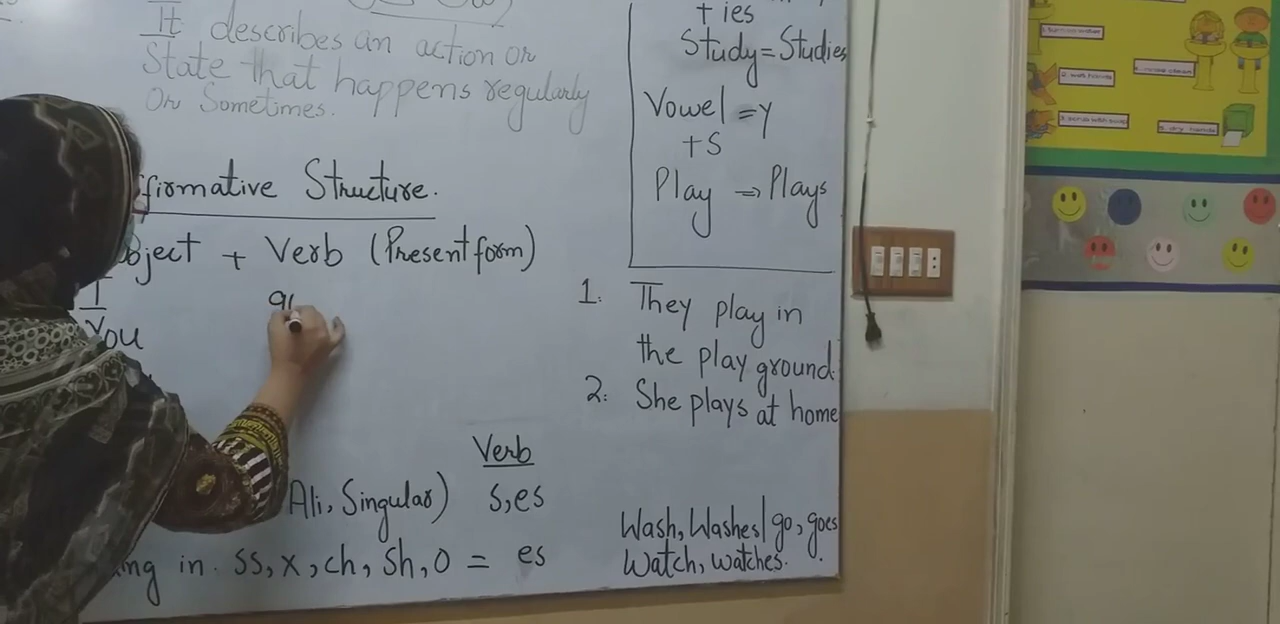 It describes an action or
State that happens regularly
Or Sometimes.
ffirmative Structure.
bject + Verb (Present form)
I
You
Verb
Ali, Singular) s, es
ing in. ss, x, ch, sh, o = es
+ ies
Study = Studies
Vowel = y
+ S
Play ⇒ Plays
1. They play in
the play ground.
2. She plays at home
Wash, Washes/ go, goes
Watch, watches.